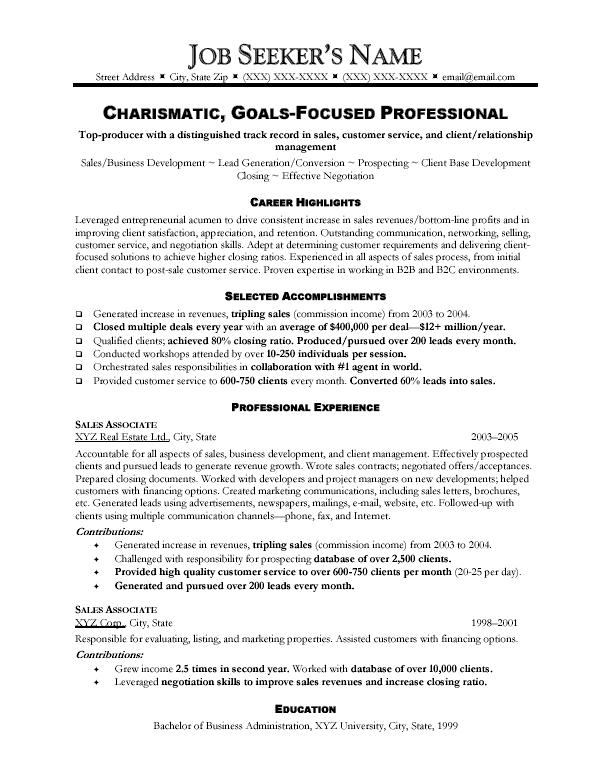 JOB SEEKER'S NAME
Street Address ✦ City, State Zip ✦ (XXX) XXX-XXXX ✦ (XXX) XXX-XXXX ✦ email@email.com
CHARISMATIC, GOALS-FOCUSED PROFESSIONAL
Top-producer with a distinguished track record in sales, customer service, and client/relationship
management
Sales/Business Development ~ Lead Generation/Conversion ~ Prospecting ~ Client Base Development
Closing ~ Effective Negotiation
CAREER HIGHLIGHTS
Leveraged entrepreneurial acumen to drive consistent increase in sales revenues/bottom-line profits and in
improving client satisfaction, appreciation, and retention. Outstanding communication, networking, selling,
customer service, and negotiation skills. Adept at determining customer requirements and delivering client-
focused solutions to achieve higher closing ratios. Experienced in all aspects of sales process, from initial
client contact to post-sale customer service. Proven expertise in working in B2B and B2C environments.
SELECTED ACCOMPLISHMENTS
❑ Generated increase in revenues, tripling sales (commission income) from 2003 to 2004.
❑ Closed multiple deals every year with an average of $400,000 per deal—$12+ million/year.
❑ Qualified clients; achieved 80% closing ratio. Produced/pursued over 200 leads every month.
❑ Conducted workshops attended by over 10-250 individuals per session.
❑ Orchestrated sales responsibilities in collaboration with #1 agent in world.
❑ Provided customer service to 600-750 clients every month. Converted 60% leads into sales.
PROFESSIONAL EXPERIENCE
SALES ASSOCIATE
XYZ Real Estate Ltd., City, State 2003–2005
Accountable for all aspects of sales, business development, and client management. Effectively prospected
clients and pursued leads to generate revenue growth. Wrote sales contracts; negotiated offers/acceptances.
Prepared closing documents. Worked with developers and project managers on new developments; helped
customers with financing options. Created marketing communications, including sales letters, brochures,
etc. Generated leads using advertisements, newspapers, mailings, e-mail, website, etc. Followed-up with
clients using multiple communication channels—phone, fax, and Internet.
Contributions:
✦ Generated increase in revenues, tripling sales (commission income) from 2003 to 2004.
✦ Challenged with responsibility for prospecting database of over 2,500 clients.
✦ Provided high quality customer service to over 600-750 clients per month (20-25 per day).
✦ Generated and pursued over 200 leads every month.
SALES ASSOCIATE
XYZ Corp., City, State 1998–2001
Responsible for evaluating, listing, and marketing properties. Assisted customers with financing options.
Contributions:
✦ Grew income 2.5 times in second year. Worked with database of over 10,000 clients.
✦ Leveraged negotiation skills to improve sales revenues and increase closing ratio.
EDUCATION
Bachelor of Business Administration, XYZ University, City, State, 1999